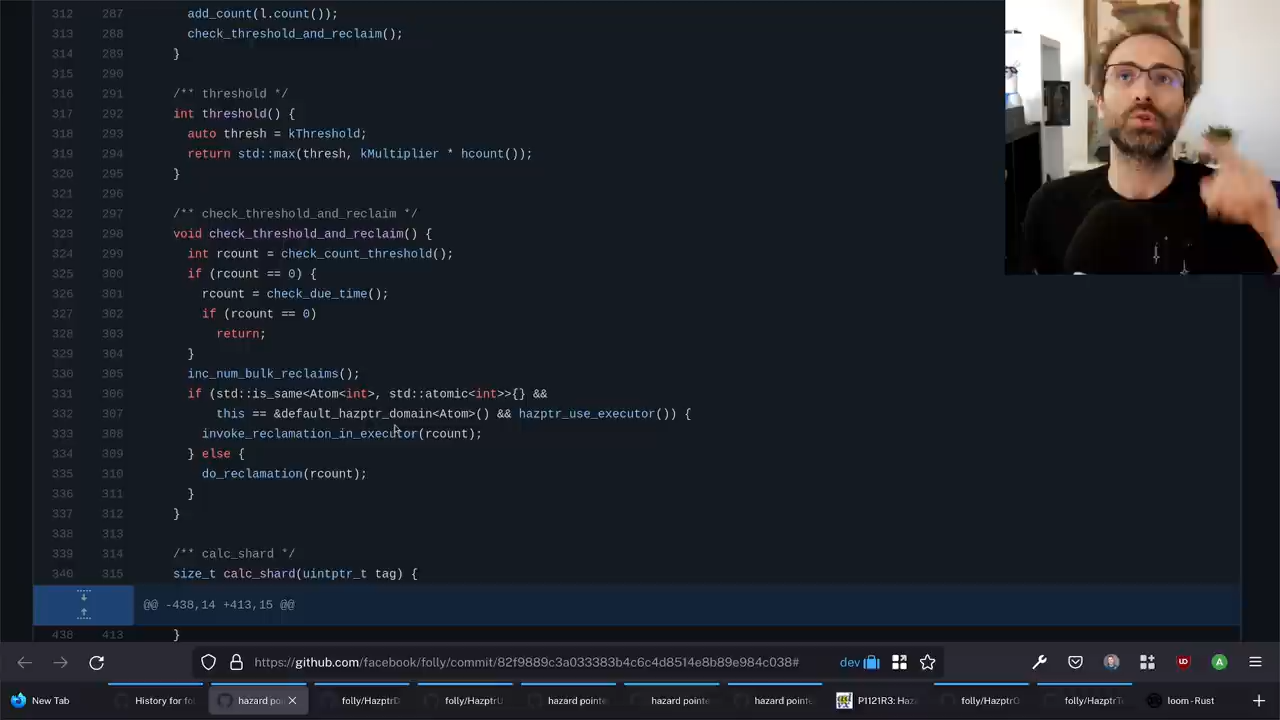 312 287 add_count(l.count());
313 288 check_threshold_and_reclaim();
314 289 }
315 290
316 291 /** threshold */
317 292 int threshold() {
318 293 auto thresh = kThreshold;
319 294 return std::max(thresh, kMultiplier * hcount());
320 295 }
321 296
322 297 /** check_threshold_and_reclaim */
323 298 void check_threshold_and_reclaim() {
324 299 int rcount = check_count_threshold();
325 300 if (rcount == 0) {
326 301 rcount = check_due_time();
327 302 if (rcount == 0)
328 303 return;
329 304 }
330 305 inc_num_bulk_reclaims();
331 306 if (std::is_same<Atom<int>, std::atomic<int>>{} &&
332 307 this == &default_hazptr_domain<Atom>() && hazptr_use_executor()) {
333 308 invoke_reclamation_in_executor(rcount);
334 309 } else {
335 310 do_reclamation(rcount);
336 311 }
337 312 }
338 313
339 314 /** calc_shard */
340 315 size_t calc_shard(uintptr_t tag) {
@@ -438,14 +413,15 @@
438 413 }
https://github.com/facebook/folly/commit/82f9889c3a033383b4c6c4d8514e8b89e984c038# dev
New Tab History for fol hazard po folly/HazptrD folly/HazptrU hazard pointe hazard pointe hazard pointe P1121R3: Haz folly/HazptrO folly/HazptrTe loom - Rust